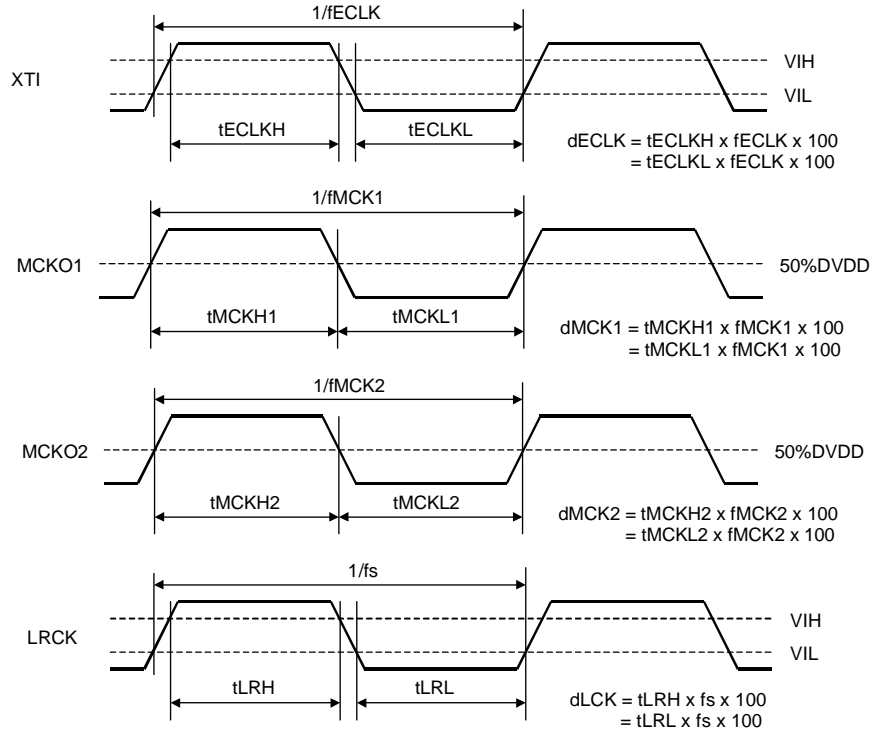 1/fECLK
XTI
VIH
VIL
tECLKH
tECLKL
dECLK = tECLKH x fECLK x 100
= tECLKL x fECLK x 100
1/fMCK1
MCKO1
50%DVDD
tMCKH1
tMCKL1
dMCK1 = tMCKH1 x fMCK1 x 100
= tMCKL1 x fMCK1 x 100
1/fMCK2
MCKO2
50%DVDD
tMCKH2
tMCKL2
dMCK2 = tMCKH2 x fMCK2 x 100
= tMCKL2 x fMCK2 x 100
1/fs
LRCK
VIH
VIL
tLRH
tLRL
dLCK = tLRH x fs x 100
= tLRL x fs x 100